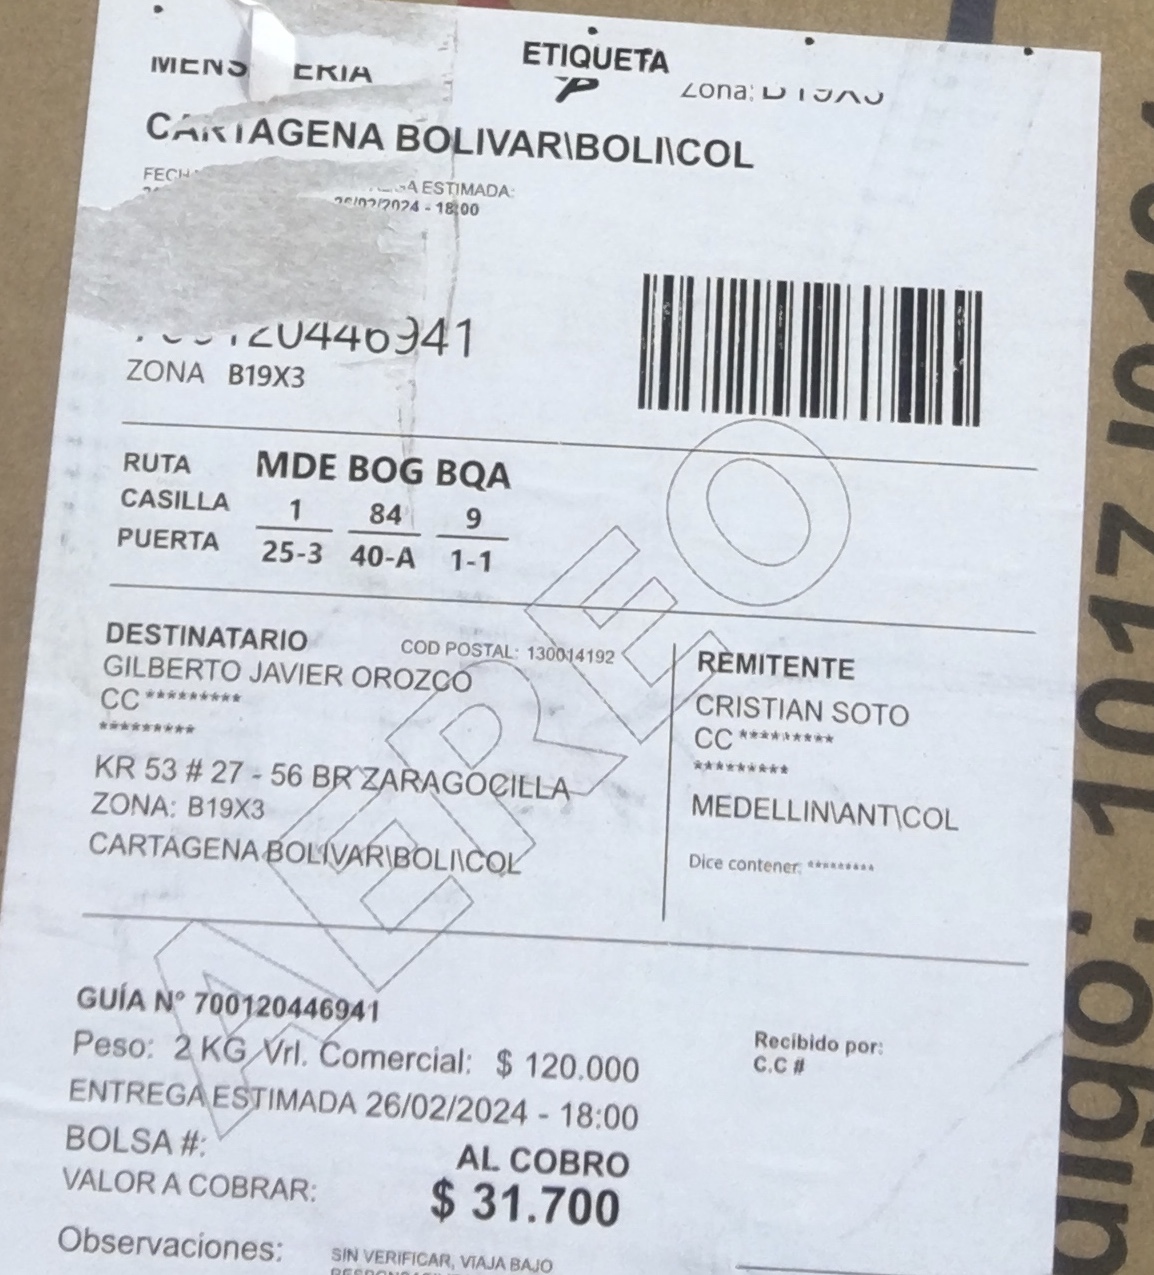 ETIQUETA
P
Zona:
CARTAGENA BOLIVAR\BOLI\COL
ESTIMADA:
26/02/2024 - 18:00
120446941
ZONA B19X3
RUTA MDE BOG BQA
CASILLA 1 84 9
PUERTA 25-3 40-A 1-1
DESTINATARIO COD POSTAL: 130014192
GILBERTO JAVIER OROZCO
CC *********
*********
KR 53 # 27 - 56 BR ZARAGOCILLA
ZONA: B19X3
CARTAGENA BOLIVAR\BOLI\COL
REMITENTE
CRISTIAN SOTO
CC *********
*********
MEDELLIN\ANT\COL
Dice contener: *********
AEREO
GUÍA N° 700120446941
Peso: 2 KG Vrl. Comercial: $ 120.000
ENTREGA ESTIMADA 26/02/2024 - 18:00
BOLSA #:
AL COBRO
VALOR A COBRAR: $ 31.700
Observaciones: SIN VERIFICAR, VIAJA BAJO
Recibido por:
C.C #